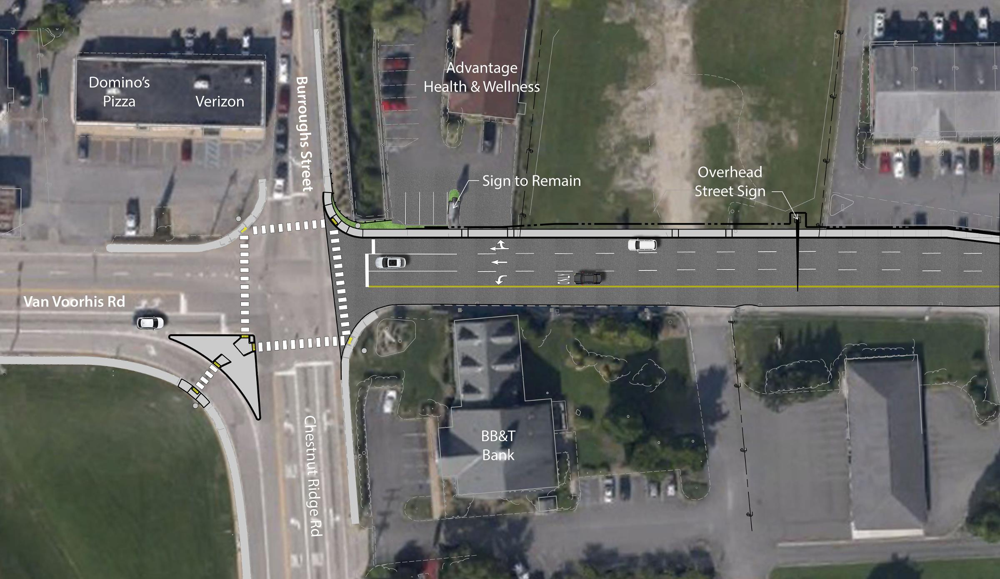 Domino's
Pizza
Verizon
Burroughs Street
Advantage
Health & Wellness
Sign to Remain
Overhead
Street Sign
ONLY
Van Voorhis Rd
Chestnut Ridge Rd
BB&T
Bank